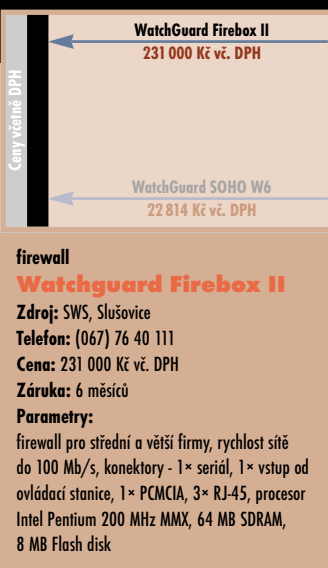 WatchGuard Firebox II
231 000 Kč vč. DPH
Ceny včetně DPH
WatchGuard SOHO W6
22 814 Kč vč. DPH
firewall
Watchguard Firebox II
Zdroj: SWS, Slušovice
Telefon: (067) 76 40 111
Cena: 231 000 Kč vč. DPH
Záruka: 6 měsíců
Parametry:
firewall pro střední a větší firmy, rychlost sítě
do 100 Mb/s, konektory - 1× seriál, 1× vstup od
ovládací stanice, 1× PCMCIA, 3× RJ-45, procesor
Intel Pentium 200 MHz MMX, 64 MB SDRAM,
8 MB Flash disk